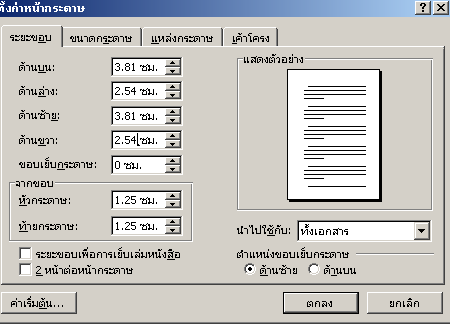 ตั้งค่าหน้ากระดาษ
ระยะขอบ ขนาดกระดาษ แหล่งกระดาษ เค้าโครง
ด้านบน: 3.81 ซม.
ด้านล่าง: 2.54 ซม.
ด้านซ้าย: 3.81 ซม.
ด้านขวา: 2.54 ซม.
ขอบเย็บกระดาษ: 0 ซม.
จากขอบ
หัวกระดาษ: 1.25 ซม.
ท้ายกระดาษ: 1.25 ซม.
ระยะขอบเพื่อการเย็บเล่มหนังสือ
2 หน้าต่อหน้ากระดาษ
แสดงตัวอย่าง
นำไปใช้กับ: ทั้งเอกสาร
ตำแหน่งขอบเย็บกระดาษ
ด้านซ้าย ด้านบน
ค่าเริ่มต้น... ตกลง ยกเลิก